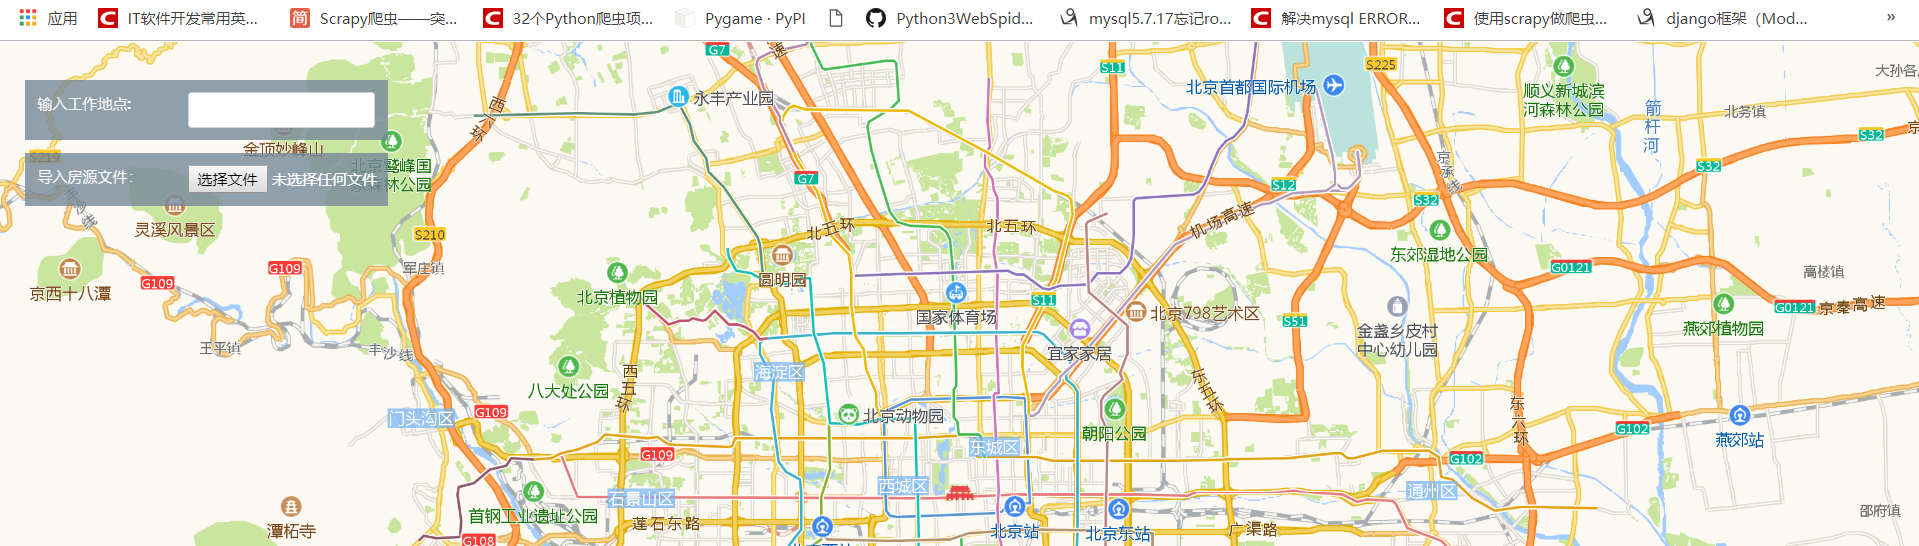 应用 IT软件开发常用英... Scrapy爬虫——突... 32个Python爬虫项... Pygame · PyPI Python3WebSpid... mysql5.7.17忘记ro... 解决mysql ERROR... 使用scrapy做爬虫... django框架（Mod... »
输入工作地点:
导入房源文件: 选择文件 未选择任何文件
G7
S11
S225
大孙各
北京首都国际机场
顺义新城滨
河森林公园
箭杆河
北务镇
S32
永丰产业园
西六环
金顶妙峰山
S219
北京鹫峰国
家森林公园
G7
S12
京承线
S32
S32
灵溪风景区
S210
北五环
北五环
机场高速
东郊湿地公园
京西十八潭
G109
G109
军庄镇
圆明园
北京植物园
国家体育场
S11
北京798艺术区
G0121
高楼镇
S51
金盏乡皮村
中心幼儿园
燕郊植物园
G0121
京秦高速
王平镇
丰沙线
宜家家居
八大处公园
西五环
海淀区
东五环
门头沟区
G109
北京动物园
朝阳公园
东六环
G102
燕郊站
东城区
G109
G102
西城区
石景山区
通州区
潭柘寺
首钢工业遗址公园
莲石东路
北京站
北京东站
广渠路
邵府镇
G108